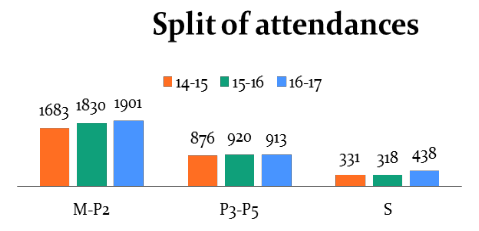 Split of attendances
14-15 15-16 16-17
1683 1830 1901 876 920 913 331 318 438
M-P2 P3-P5 S